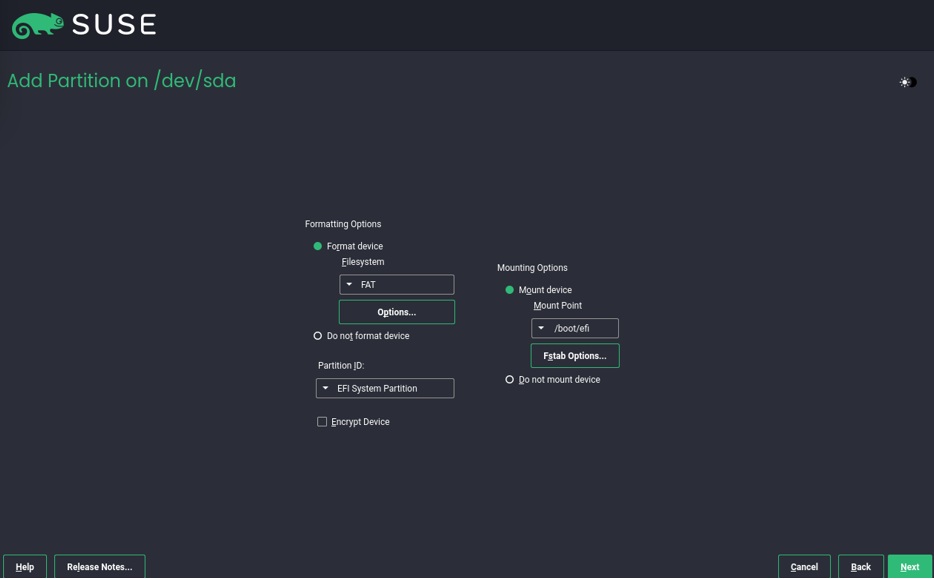 SUSE
Add Partition on /dev/sda
Formatting Options
Format device
Filesystem
FAT
Options...
Do not format device
Partition ID:
EFI System Partition
Encrypt Device
Mounting Options
Mount device
Mount Point
/boot/efi
Fstab Options...
Do not mount device
Help
Release Notes...
Cancel
Back
Next